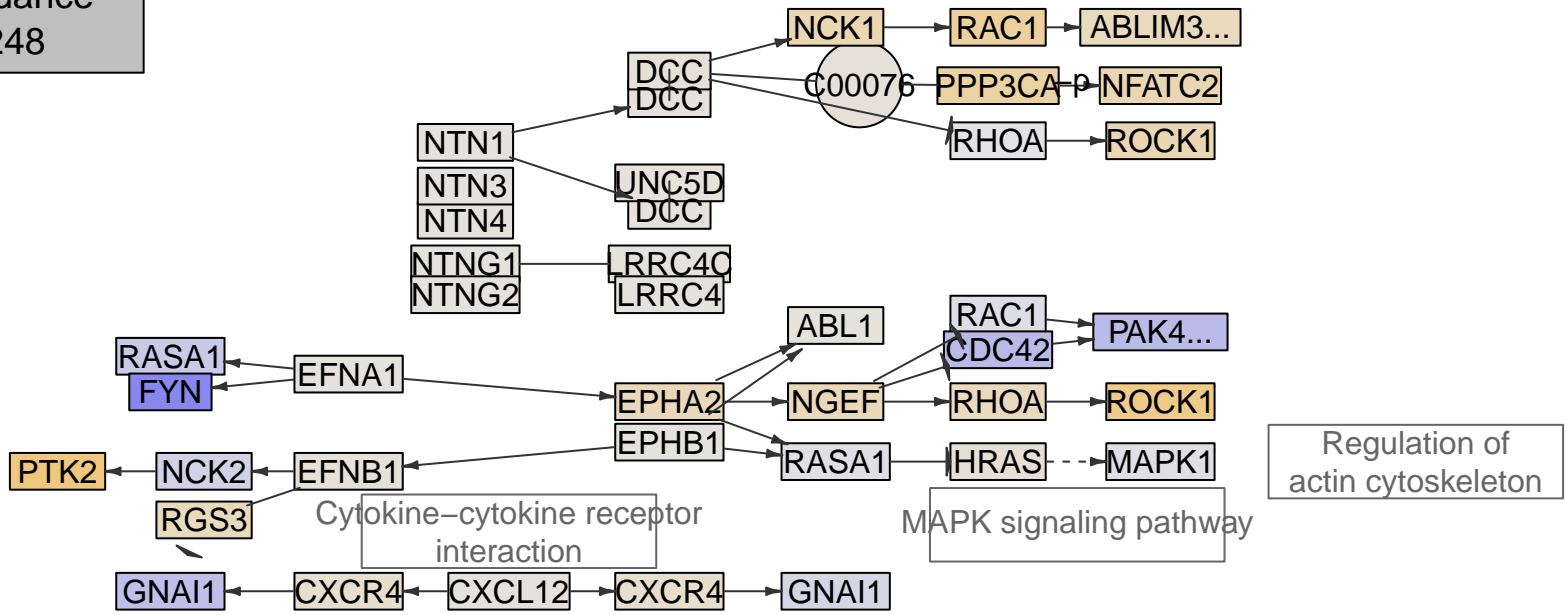 248
NCK1
RAC1
ABLIM3...
DCC
DCC
C00076
PPP3CA
+p
NFATC2
NTN1
RHOA
ROCK1
NTN3
NTN4
UNC5D
DCC
NTNG1
NTNG2
LRRC4C
LRRC4
RASA1
FYN
EFNA1
ABL1
RAC1
CDC42
PAK4...
EPHA2
EPHB1
NGEF
RHOA
ROCK1
PTK2
NCK2
EFNB1
RASA1
HRAS
MAPK1
Regulation of
actin cytoskeleton
RGS3
Cytokine−cytokine receptor
interaction
MAPK signaling pathway
GNAI1
CXCR4
CXCL12
CXCR4
GNAI1